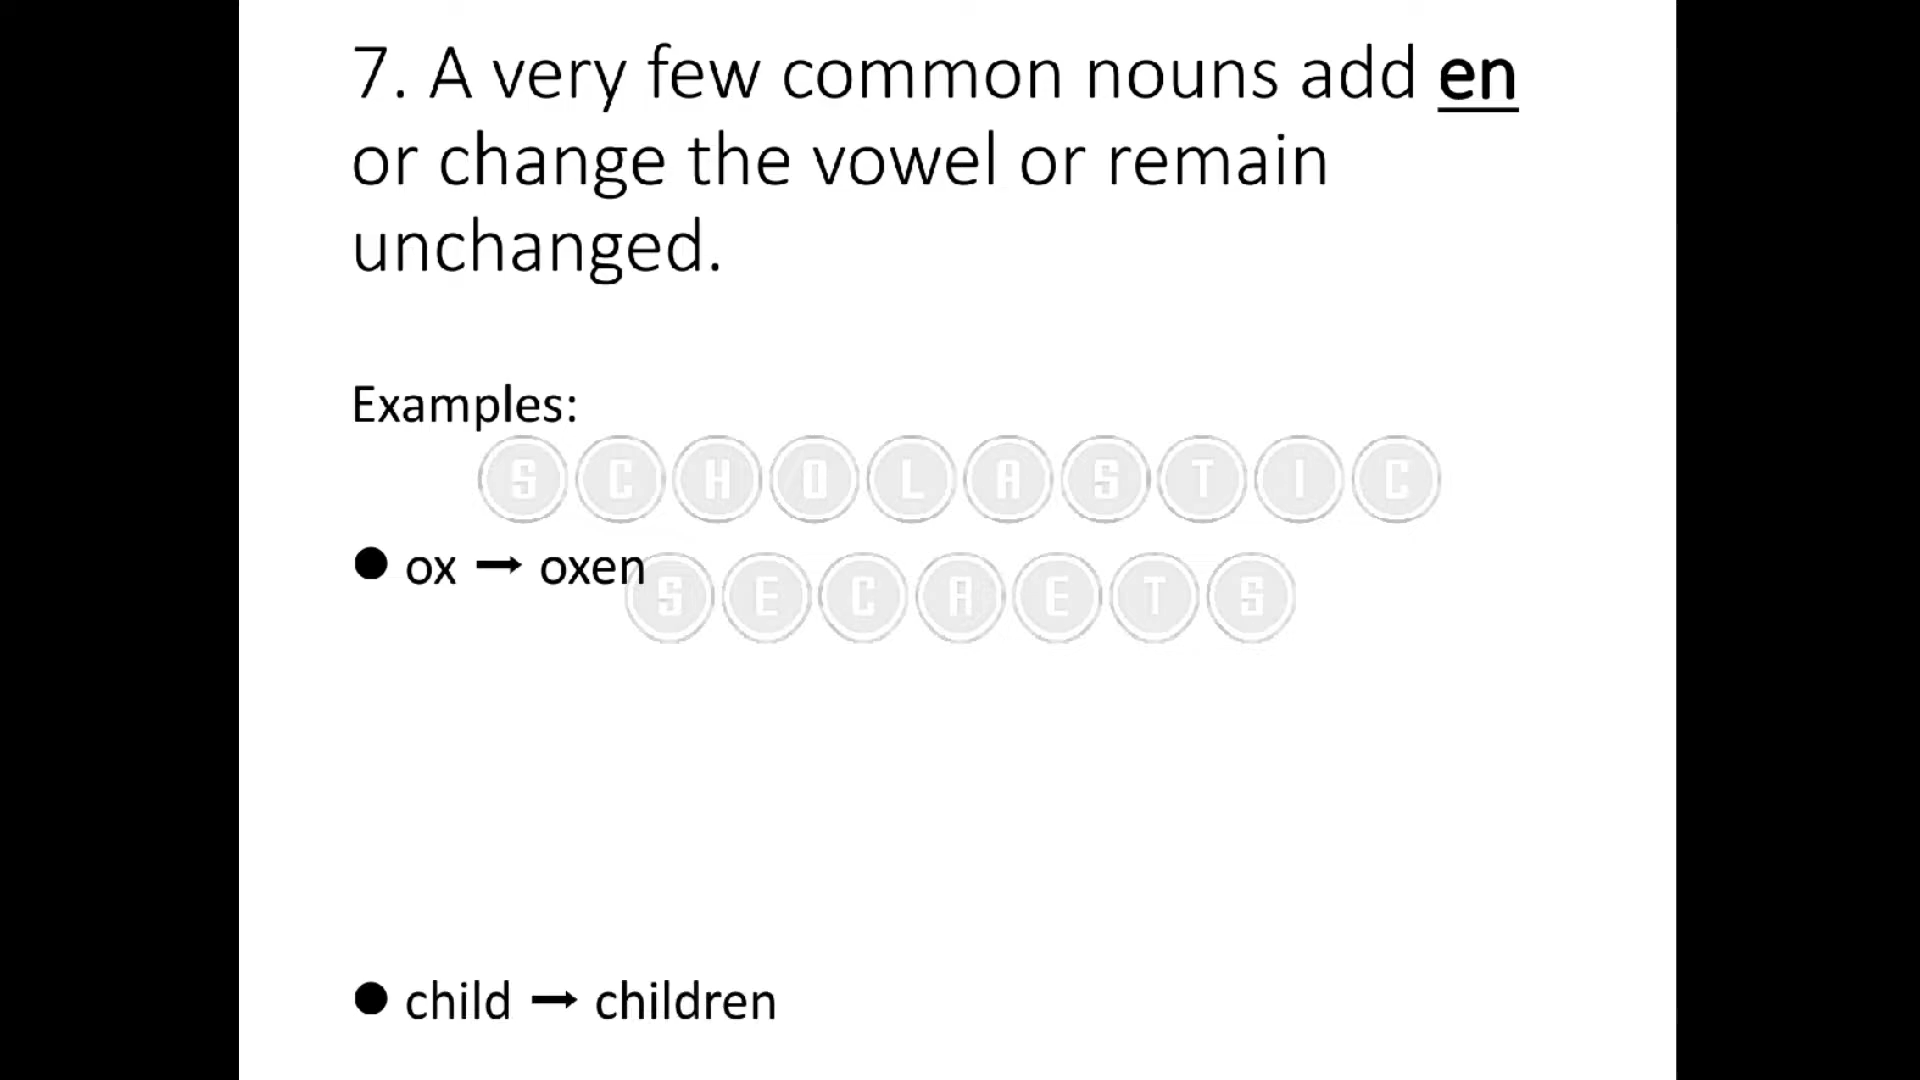 7. A very few common nouns add en
or change the vowel or remain
unchanged.
Examples:
SCHOLASTIC
● ox → oxen
SECRETS
● child → children